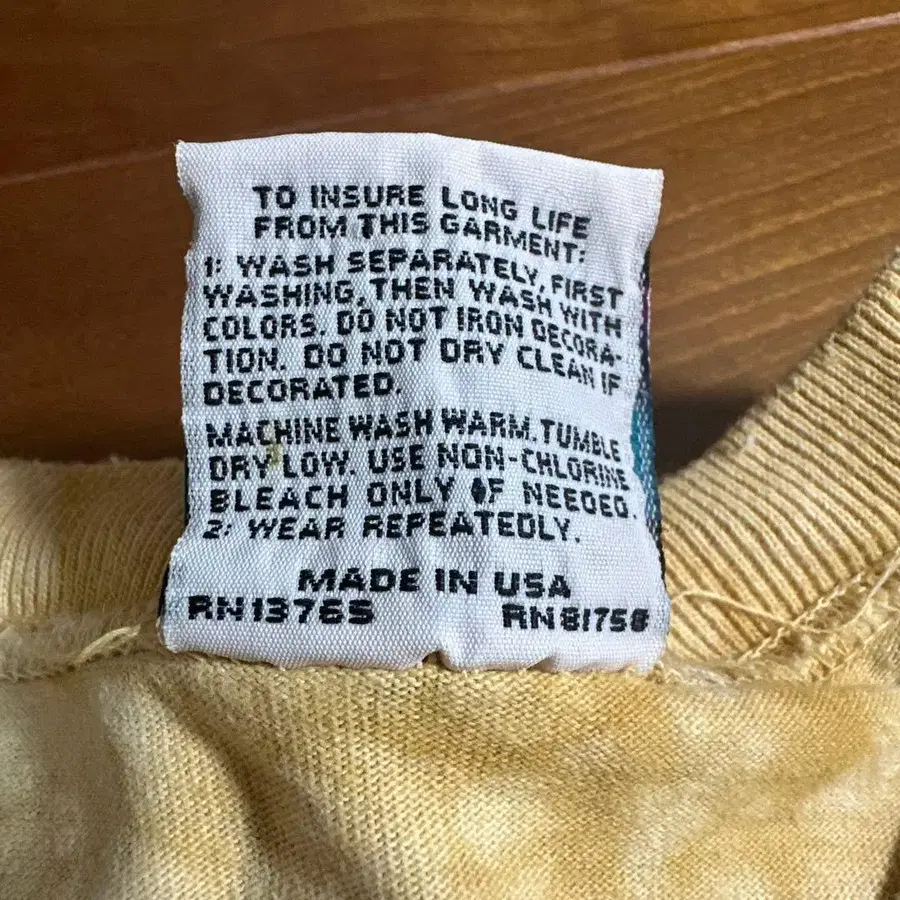 TO INSURE LONG LIFE
FROM THIS GARMENT:
1: WASH SEPARATELY, FIRST
WASHING, THEN WASH WITH
COLORS. DO NOT IRON DECORA-
TION. DO NOT DRY CLEAN IF
DECORATED.
MACHINE WASH WARM. TUMBLE
DRY LOW. USE NON-CHLORINE
BLEACH ONLY IF NEEDED.
2: WEAR REPEATEDLY.
MADE IN USA
RN13765 RN81758